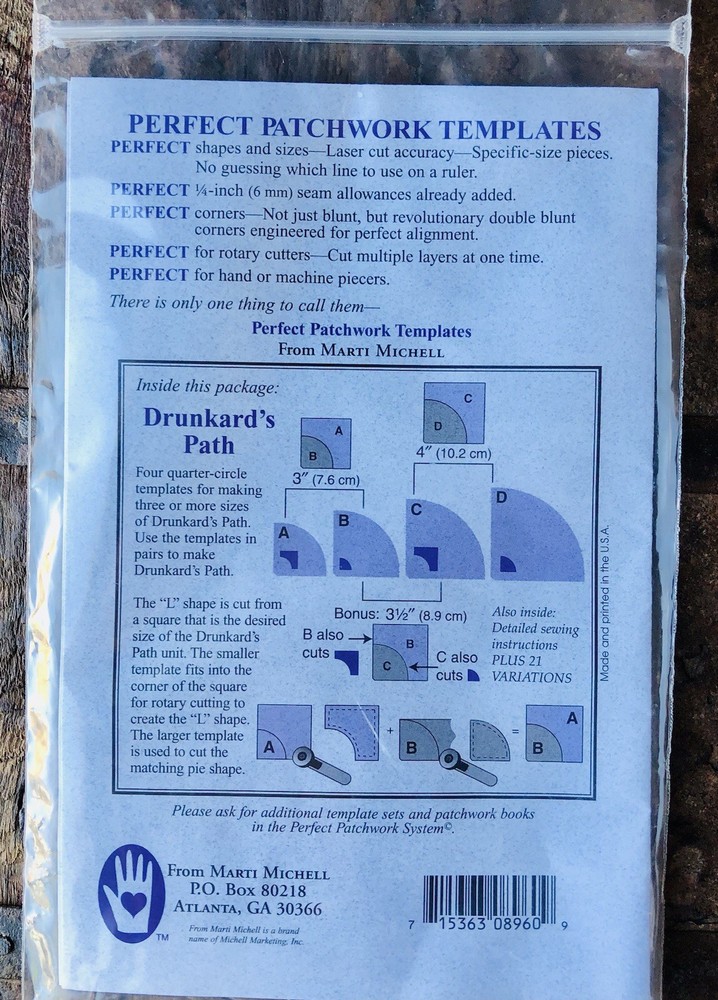 PERFECT PATCHWORK TEMPLATES
PERFECT shapes and sizes—Laser cut accuracy—Specific-size pieces.
No guessing which line to use on a ruler.
PERFECT ¼-inch (6 mm) seam allowances already added.
PERFECT corners—Not just blunt, but revolutionary double blunt
corners engineered for perfect alignment.
PERFECT for rotary cutters—Cut multiple layers at one time.
PERFECT for hand or machine piecers.
There is only one thing to call them—
Perfect Patchwork Templates
From Marti Michell
Inside this package:
Drunkard's
Path
Four quarter-circle
templates for making
three or more sizes
of Drunkard's Path.
Use the templates in
pairs to make
Drunkard's Path.
The "L" shape is cut from
a square that is the desired
size of the Drunkard's
Path unit. The smaller
template fits into the
corner of the square
for rotary cutting to
create the "L" shape.
The larger template
is used to cut the
matching pie shape.
A
B
3" (7.6 cm)
C
D
4" (10.2 cm)
A
B
C
D
Bonus: 3½" (8.9 cm)
B also
cuts
B
C
C also
cuts
Also inside:
Detailed sewing
instructions
PLUS 21
VARIATIONS
A
+
B
=
A
B
Made and printed in the U.S.A.
Please ask for additional template sets and patchwork books
in the Perfect Patchwork System©.
From Marti Michell
P.O. Box 80218
Atlanta, GA 30366
TM
From Marti Michell is a brand
name of Michell Marketing, Inc.
7 15363 08960 9